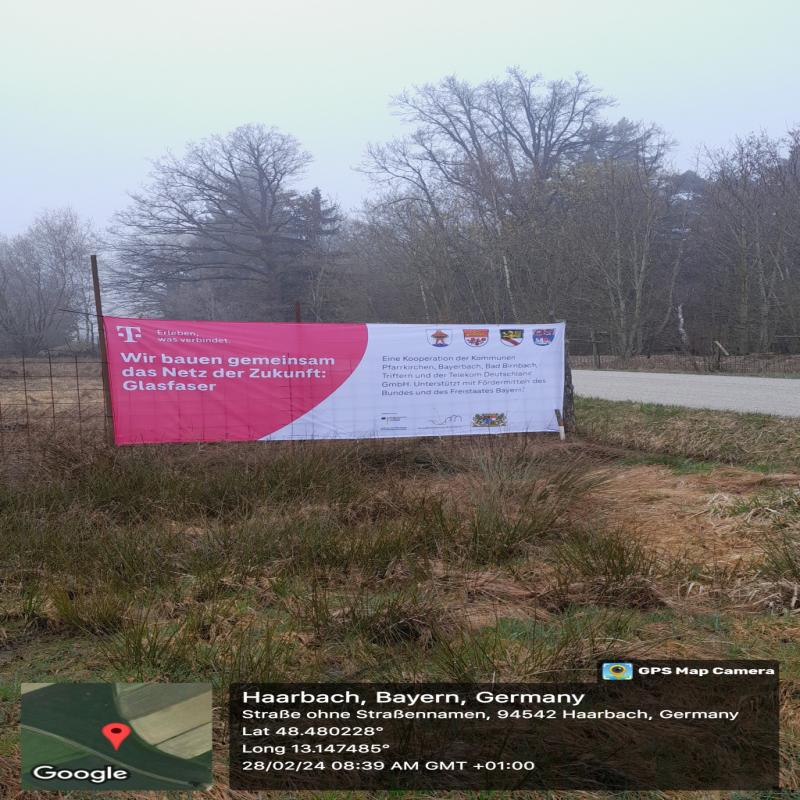 T Erleben,
was verbindet.
Wir bauen gemeinsam
das Netz der Zukunft:
Glasfaser
Eine Kooperation der Kommunen
Pfarrkirchen, Bayerbach, Bad Birnbach,
Triftern und der Telekom Deutschland
GmbH. Unterstützt mit Fördermitten des
Bundes und des Freistaates Bayern.
GPS Map Camera
Google
Haarbach, Bayern, Germany
Straße ohne Straßennamen, 94542 Haarbach, Germany
Lat 48.480228°
Long 13.147485°
28/02/24 08:39 AM GMT +01:00